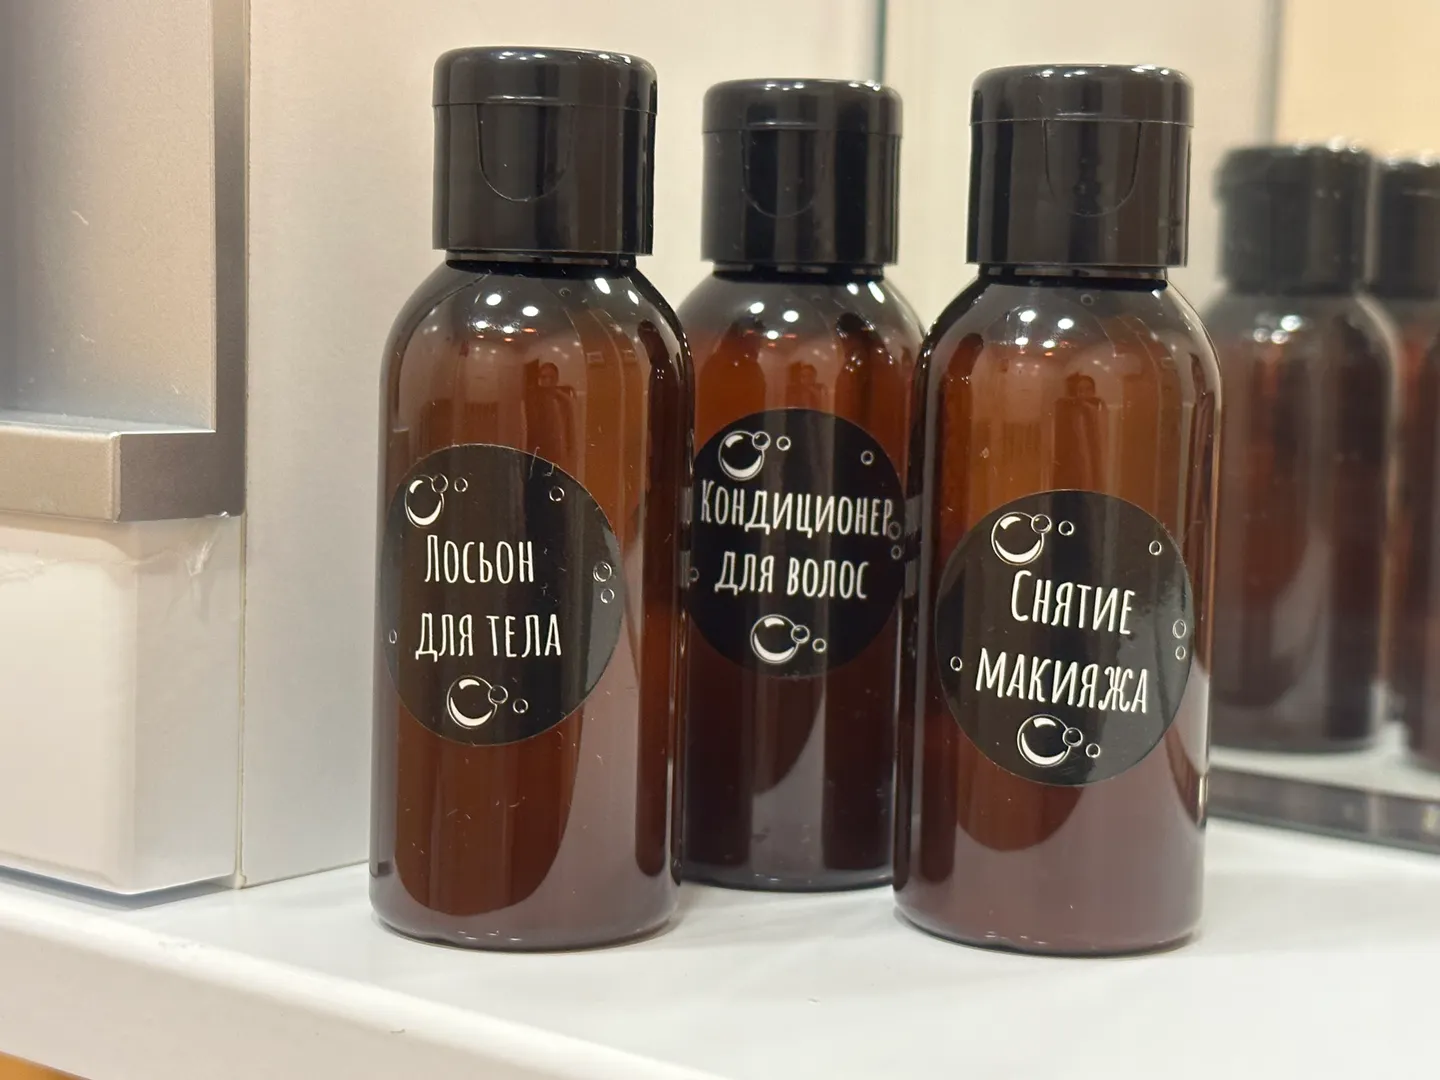 Лосьон
для тела
Кондиционер
для волос
Снятие
макияжа